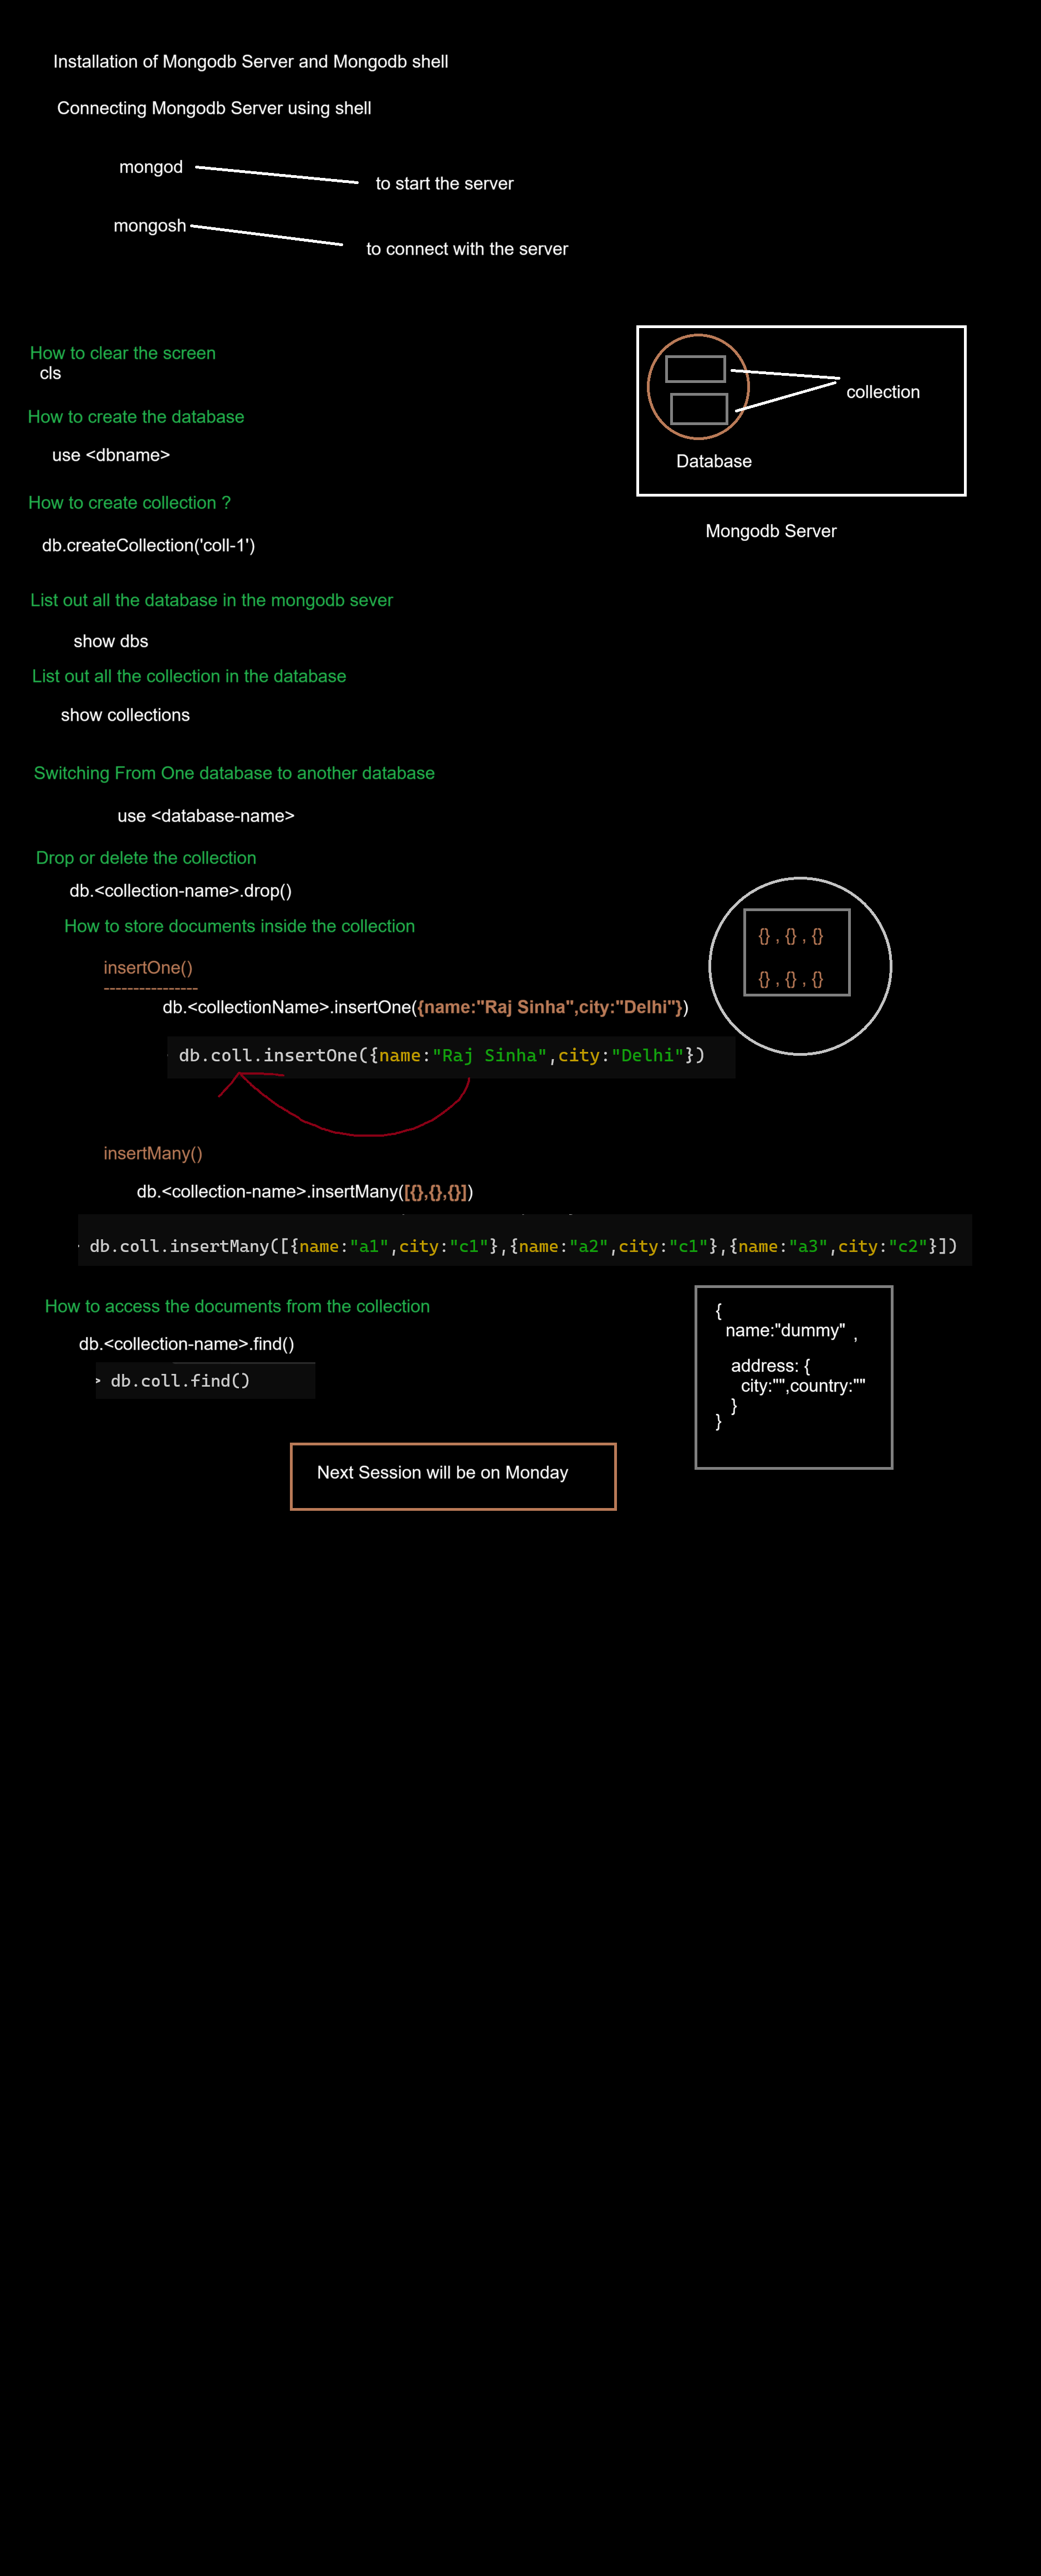 Installation of Mongodb Server and Mongodb shell
Connecting Mongodb Server using shell
mongod
to start the server
mongosh
to connect with the server
How to clear the screen
cls
How to create the database
use <dbname>
How to create collection ?
db.createCollection('coll-1')
collection
Database
Mongodb Server
List out all the database in the mongodb sever
show dbs
List out all the collection in the database
show collections
Switching From One database to another database
use <database-name>
Drop or delete the collection
db.<collection-name>.drop()
How to store documents inside the collection
{} , {} , {}
{} , {} , {}
insertOne()
----------------
db.<collectionName>.insertOne({name:"Raj Sinha",city:"Delhi"})
db.coll.insertOne({name:"Raj Sinha",city:"Delhi"})
insertMany()
db.<collection-name>.insertMany([{},{},{}])
db.coll.insertMany([{name:"a1",city:"c1"},{name:"a2",city:"c1"},{name:"a3",city:"c2"}])
How to access the documents from the collection
db.<collection-name>.find()
> db.coll.find()
{
name:"dummy" ,
address: {
city:"",country:""
}
}
Next Session will be on Monday